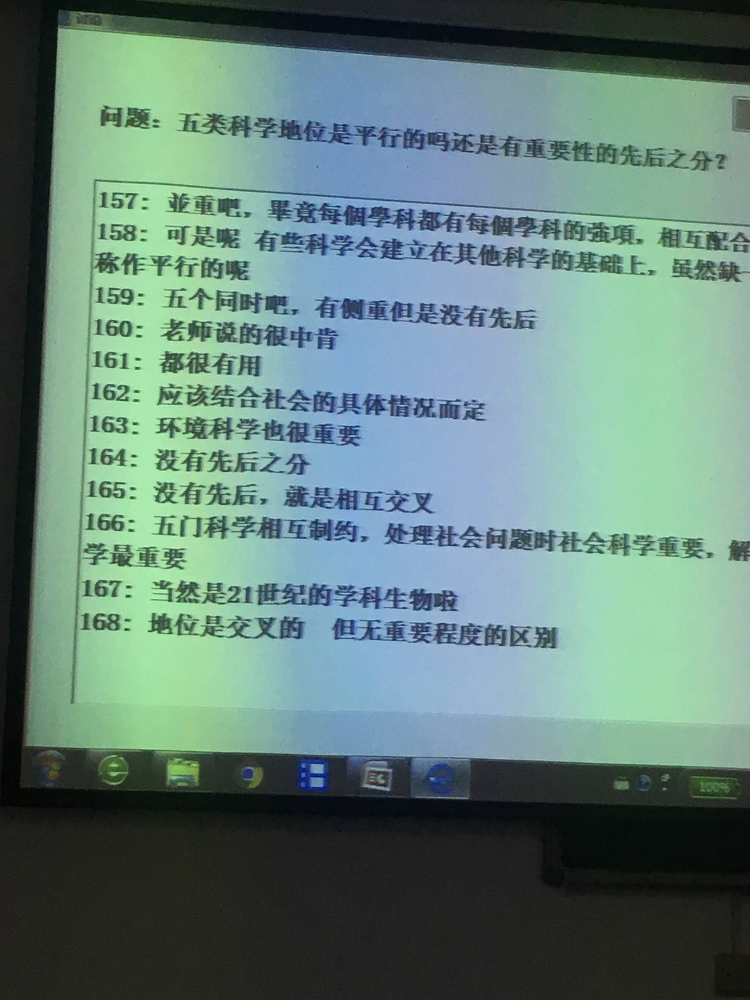 讨论
问题：五类科学地位是平行的吗还是有重要性的先后之分？
157：並重吧，畢竟每個學科都有每個學科的強項，相互配合
158：可是呢 有些科学会建立在其他科学的基础上，虽然缺一
称作平行的呢
159：五个同时吧，有侧重但是没有先后
160：老师说的很中肯
161：都很有用
162：应该结合社会的具体情况而定
163：环境科学也很重要
164：没有先后之分
165：没有先后，就是相互交叉
166：五门科学相互制约，处理社会问题时社会科学重要，解
学最重要
167：当然是21世纪的学科生物啦
168：地位是交叉的 但无重要程度的区别
100%